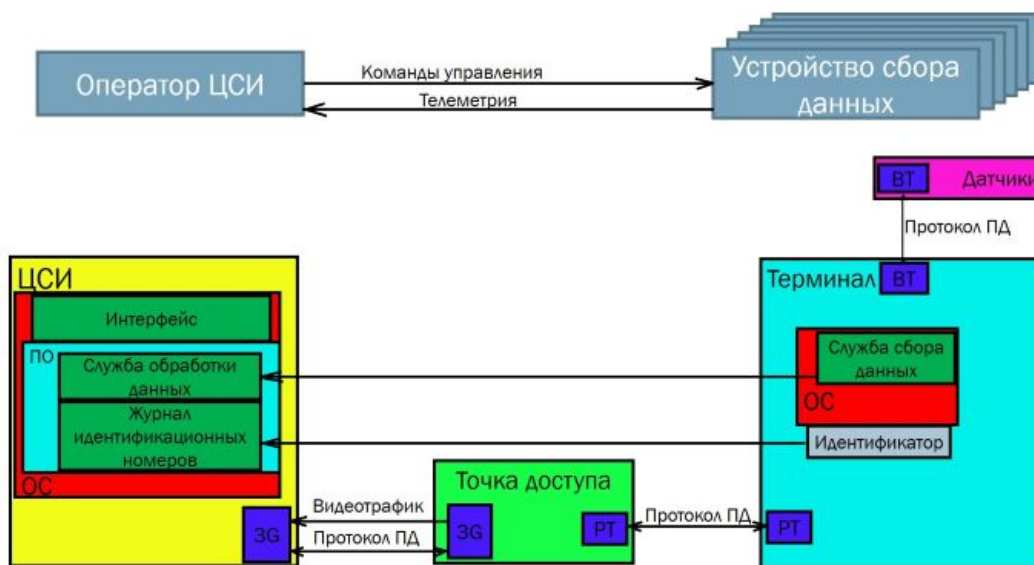 Оператор ЦСИ
Команды управления
Телеметрия
Устройство сбора
данных
ВТ
Датчики
Протокол ПД
ЦСИ
Интерфейс
ПО
Служба обработки
данных
Журнал
идентификационных
номеров
ОС
3G
Видеотрафик
Протокол ПД
Точка доступа
3G
РТ
Протокол ПД
Терминал
ВТ
Служба сбора
данных
ОС
Идентификатор
РТ